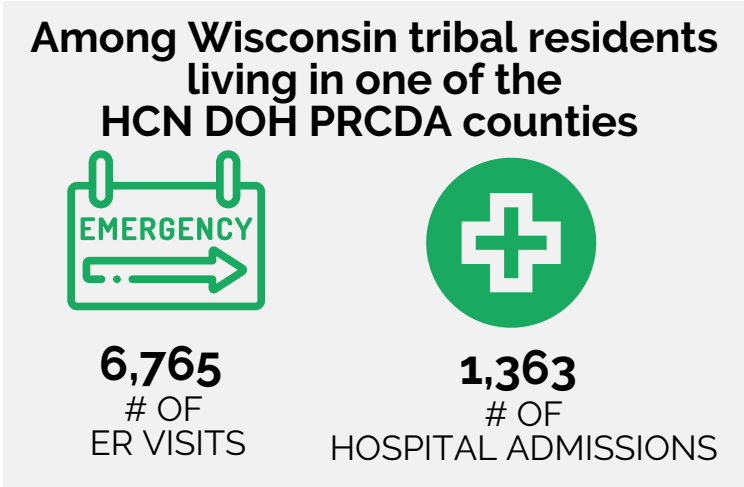 Among Wisconsin tribal residents
living in one of the
HCN DOH PRCDA counties
EMERGENCY
6,765
# OF
ER VISITS
1,363
# OF
HOSPITAL ADMISSIONS